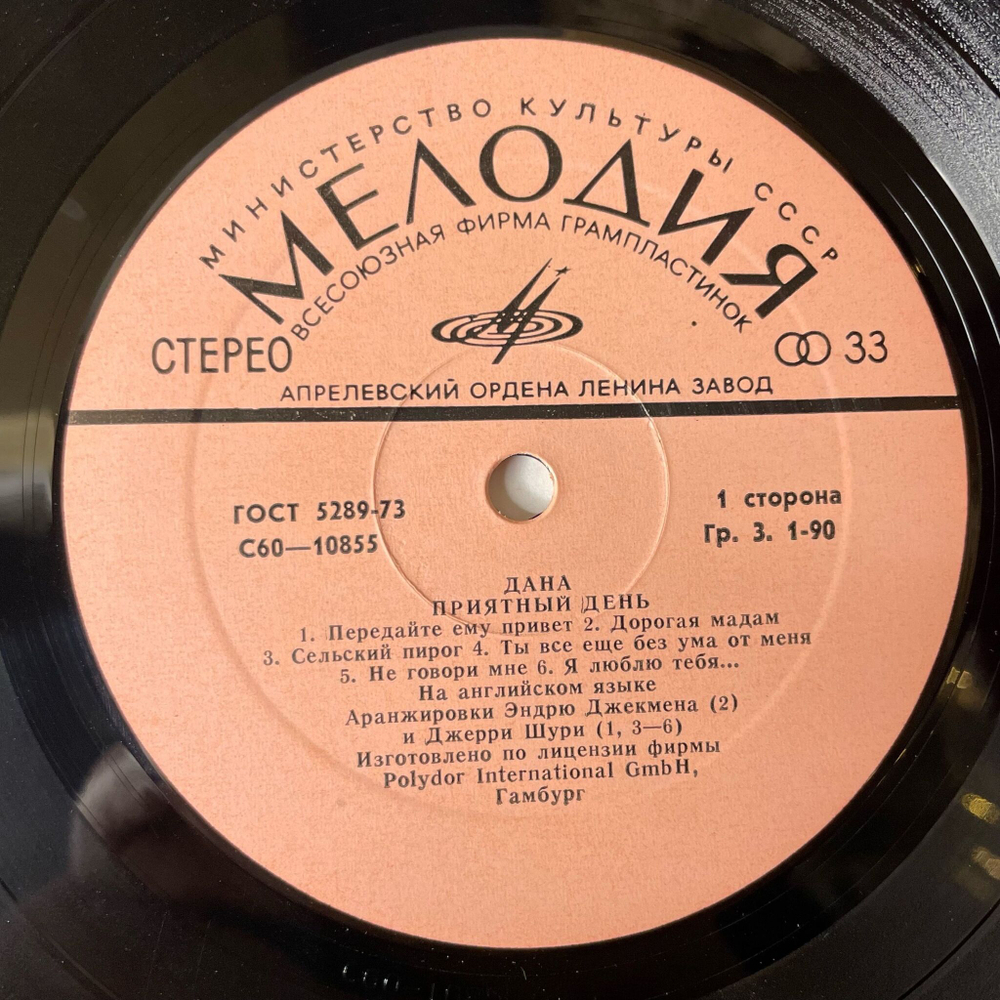 МИНИСТЕРСТВО КУЛЬТУРЫ СССР
МЕЛОДИЯ
ВСЕСОЮЗНАЯ ФИРМА ГРАМПЛАСТИНОК
СТЕРЕО
33
АПРЕЛЕВСКИЙ ОРДЕНА ЛЕНИНА ЗАВОД
ГОСТ 5289-73
С60—10855
1 сторона
Гр. 3. 1-90
ДАНА
ПРИЯТНЫЙ ДЕНЬ
1. Передайте ему привет 2. Дорогая мадам
3. Сельский пирог 4. Ты все еще без ума от меня
5. Не говори мне 6. Я люблю тебя...
На английском языке
Аранжировки Эндрю Джекмена (2)
и Джерри Шури (1, 3—6)
Изготовлено по лицензии фирмы
Polydor International GmbH,
Гамбург